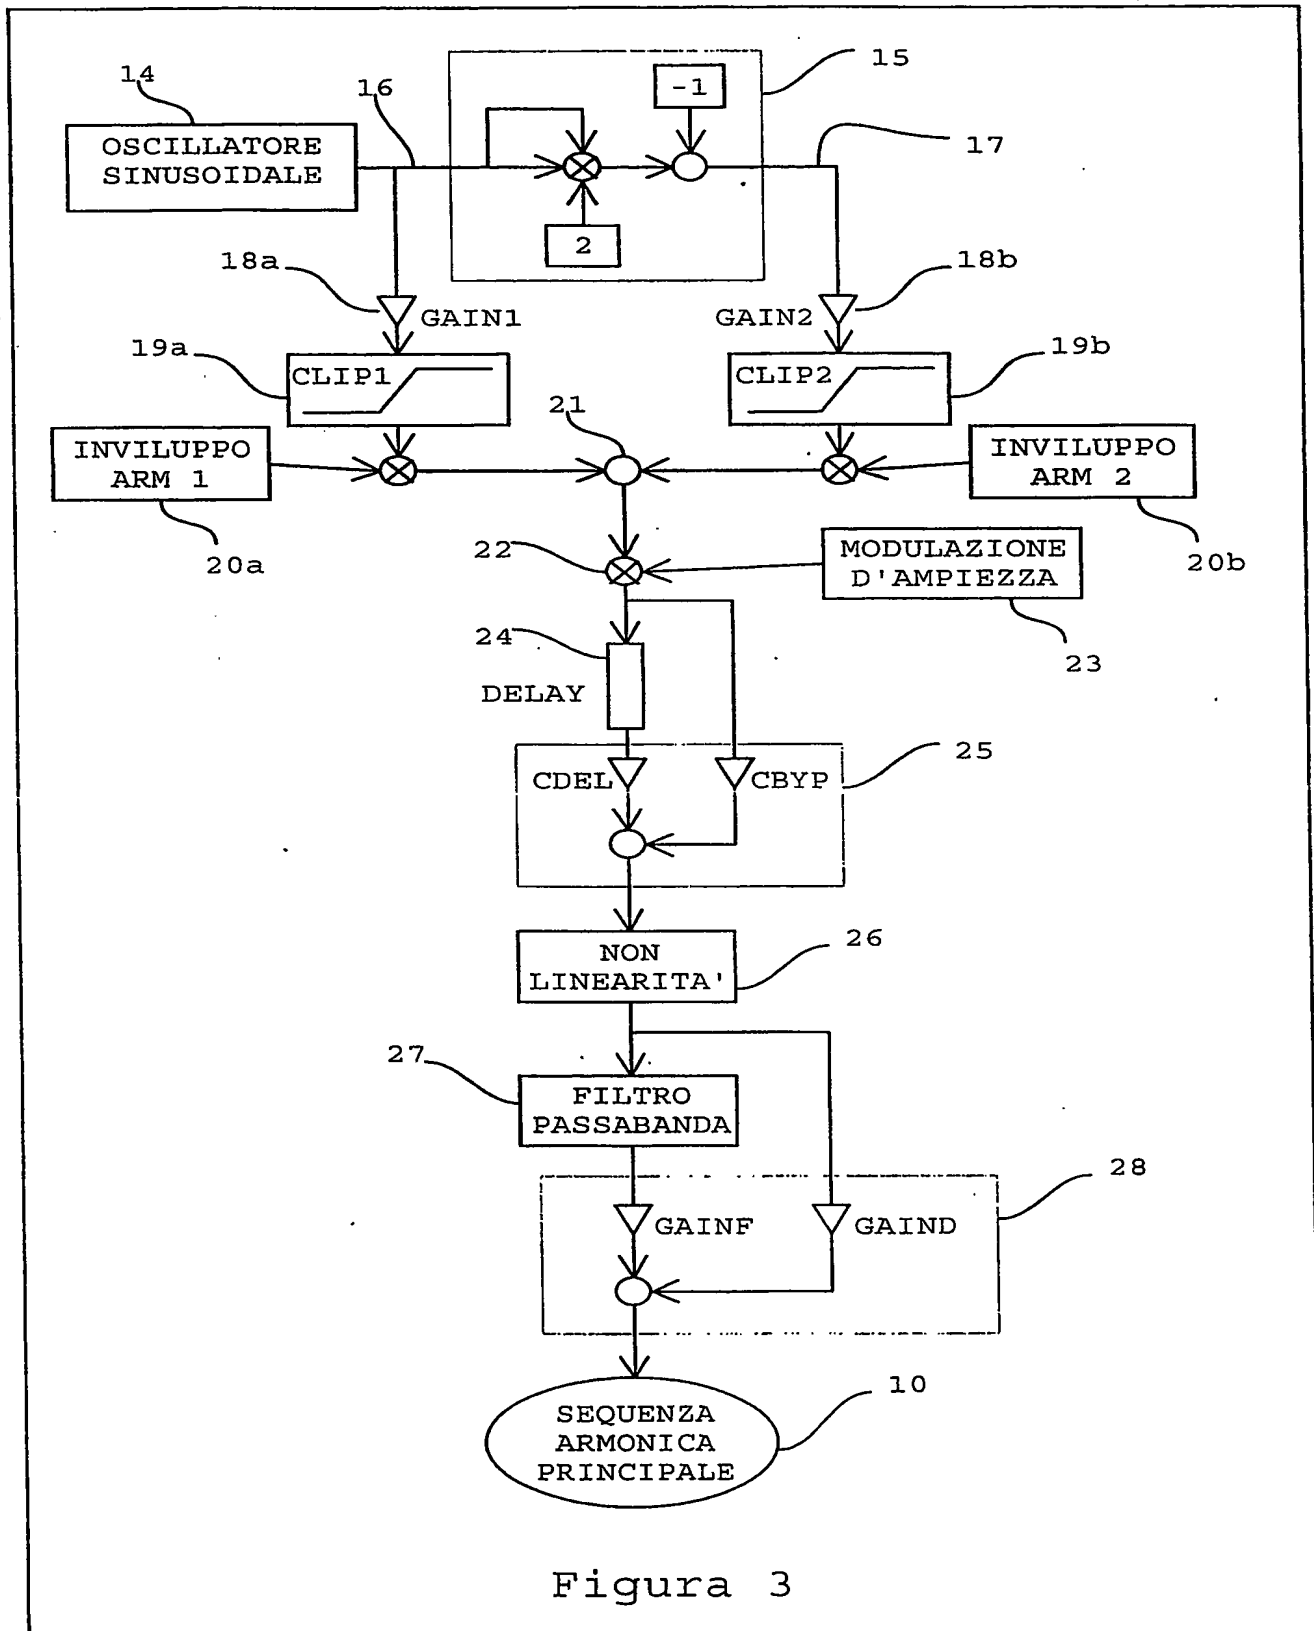 14
16
15
-1
17
OSCILLATORE
SINUSOIDALE
2
18a
18b
GAIN1
GAIN2
19a
19b
CLIP1
CLIP2
21
INVILUPPO
ARM 1
INVILUPPO
ARM 2
20a
20b
22
MODULAZIONE
D'AMPIEZZA
23
24
DELAY
25
CDEL
CBYP
26
NON
LINEARITA'
27
FILTRO
PASSABANDA
28
GAINF
GAIND
10
SEQUENZA
ARMONICA
PRINCIPALE
Figura 3